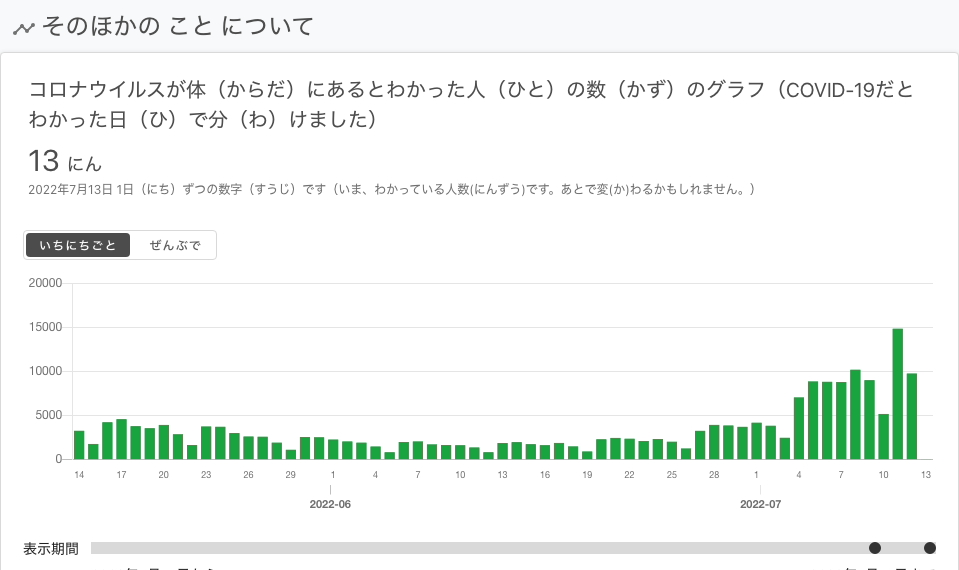 そのほかの こと について
コロナウイルスが体（からだ）にあるとわかった人（ひと）の数（かず）のグラフ（COVID-19だと
わかった日（ひ）で分（わ）けました）
13 にん
2022年7月13日 1日（にち）ずつの数字（すうじ）です（いま、わかっている人数(にんずう)です。あとで変(か)わるかもしれません。）
いちにちごと ぜんぶで
20000
15000
10000
5000
0
14 17 20 23 26 29 1 4 7 10 13 16 19 22 25 28 1 4 7 10 13
2022-06 2022-07
表示期間